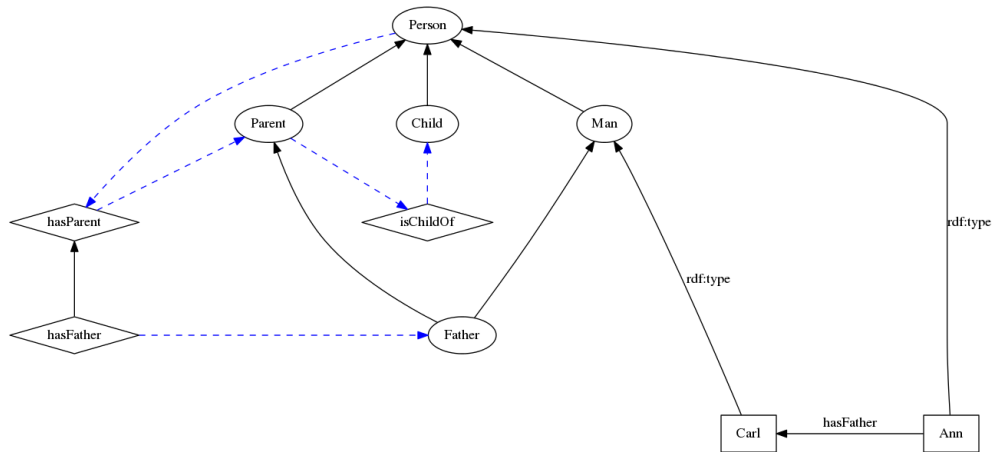 Person
Parent
Child
Man
hasParent
isChildOf
rdf:type
rdf:type
hasFather
Father
Carl
hasFather
Ann